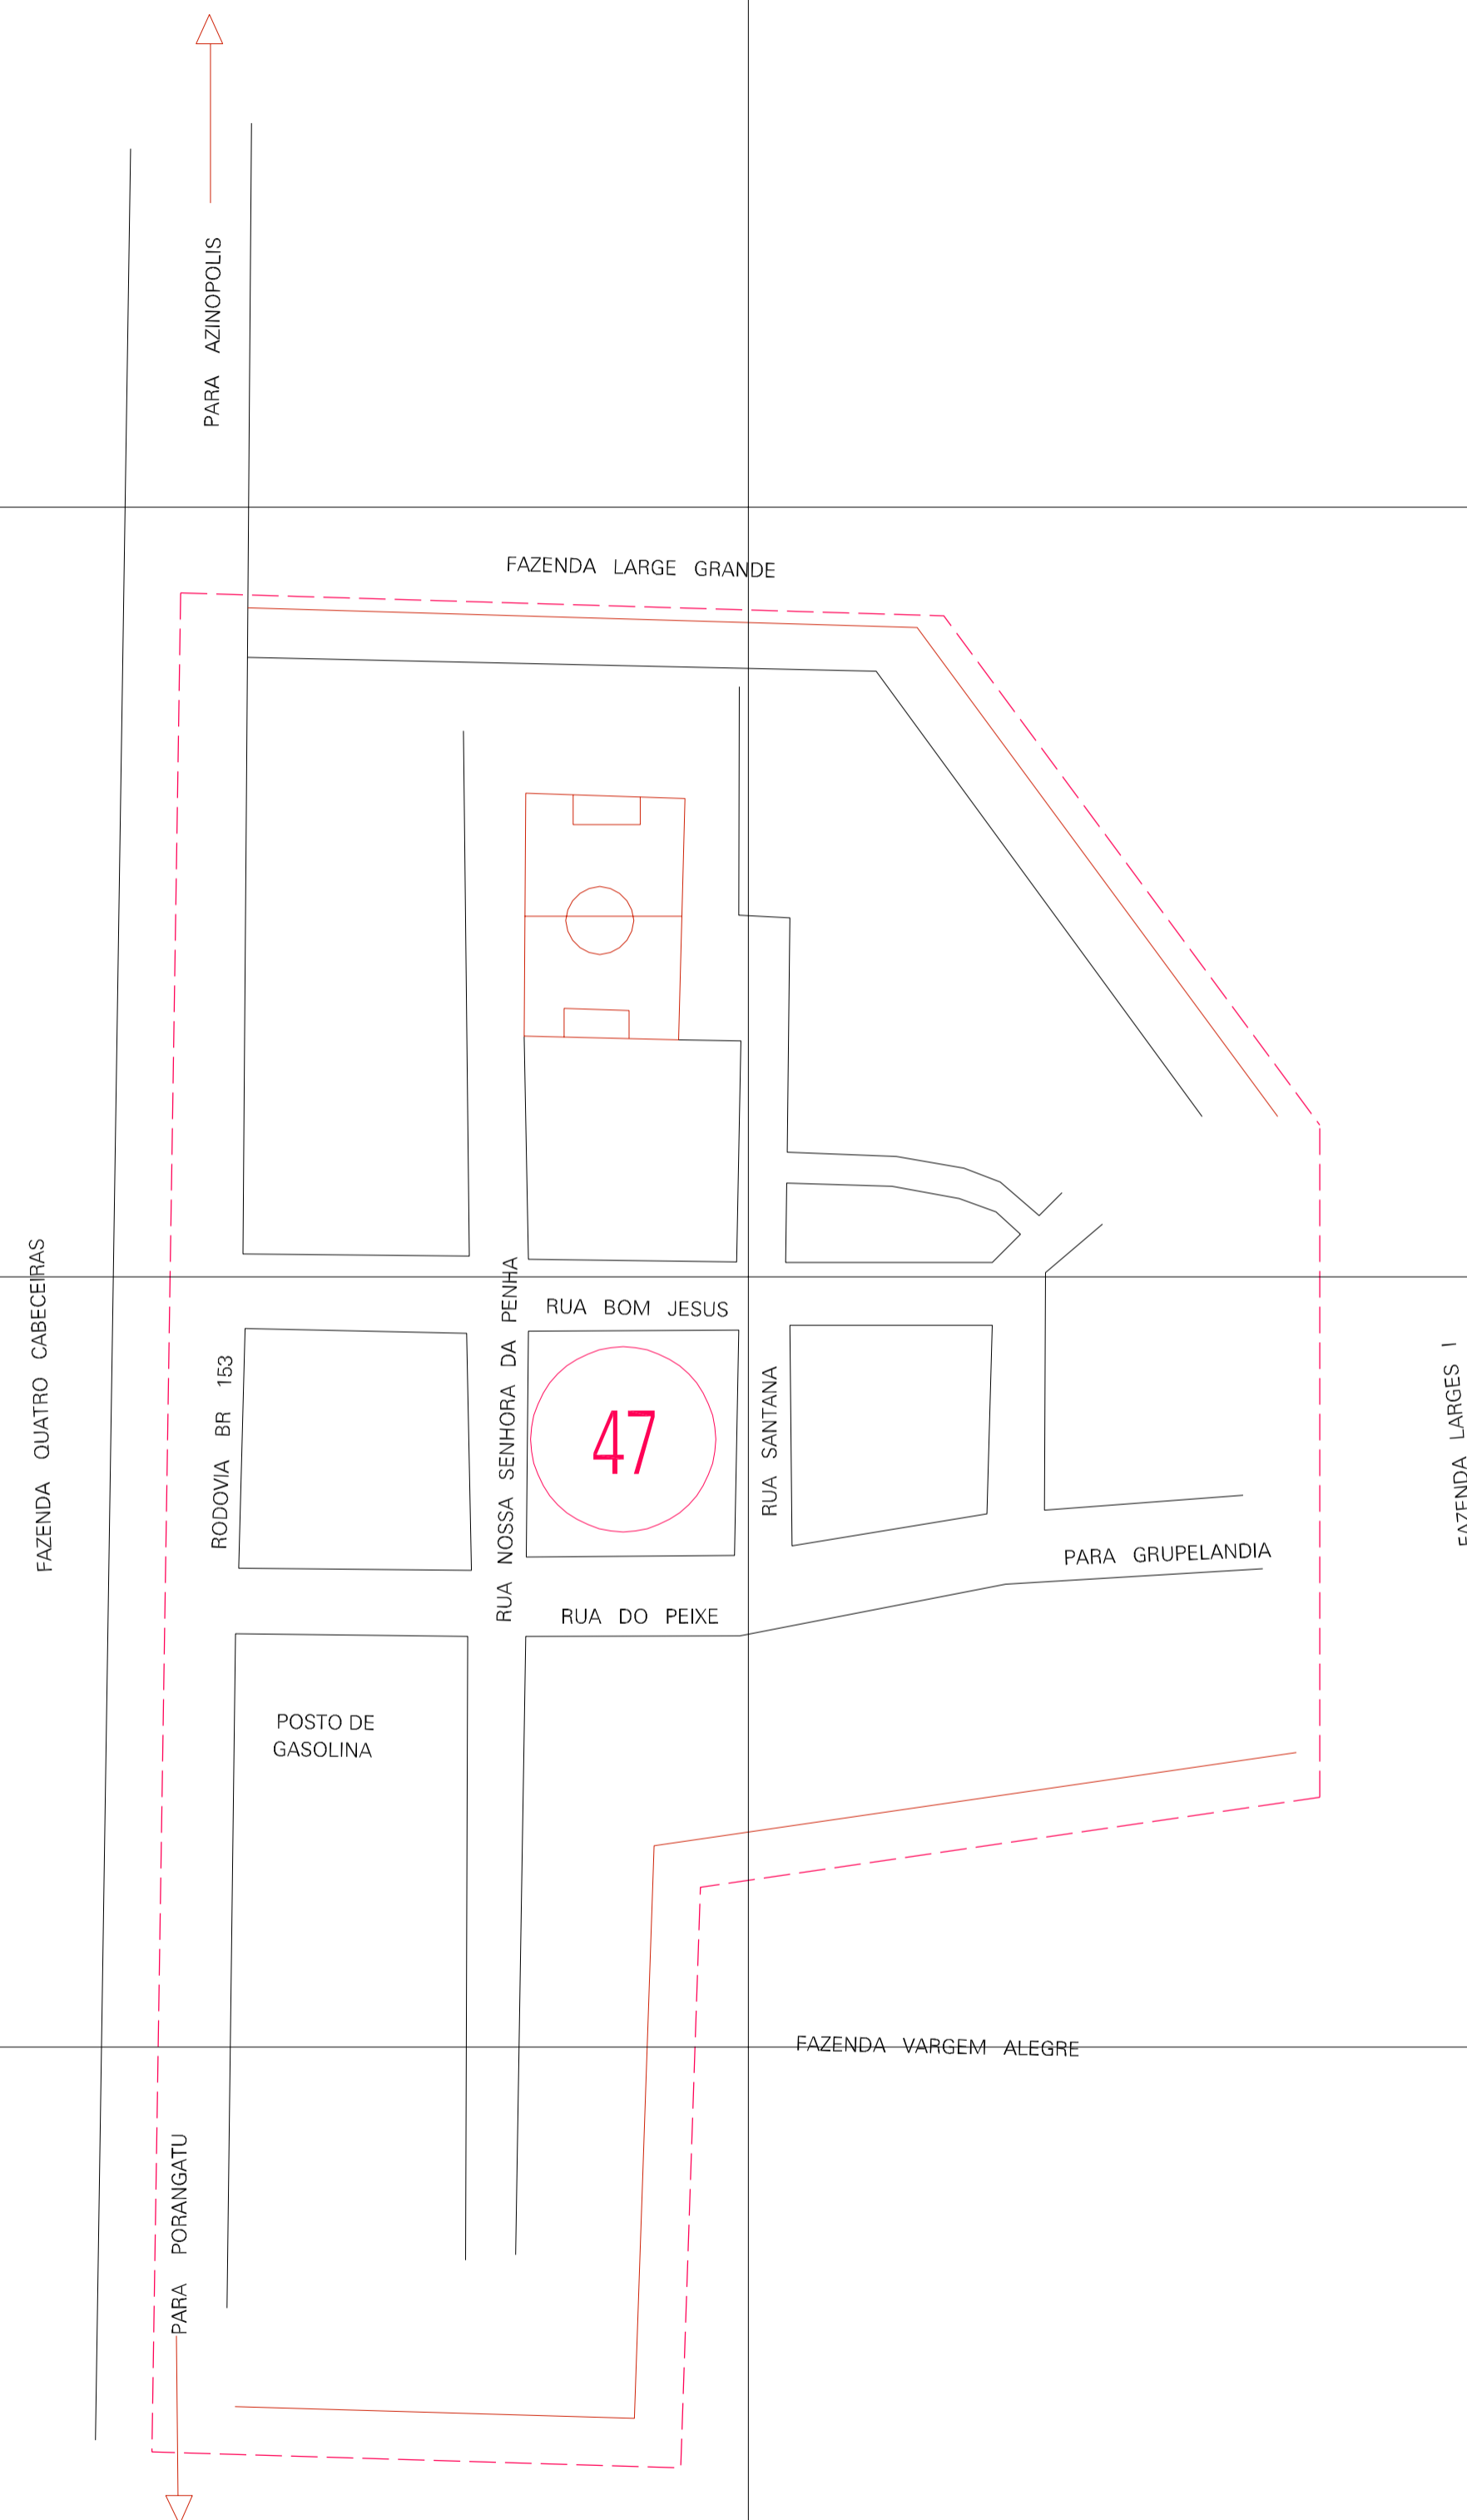 PARA AZINOPOLIS
FAZENDA LARGE GRANDE
FAZENDA QUATRO CABECEIRAS
RODOVIA BR 153
RUA NOSSA SENHORA DA PENHA
RUA BOM JESUS
47
RUA SANTANA
FAZENDA LARGES I
PARA GRUPELANDIA
RUA DO PEIXE
POSTO DE
GASOLINA
FAZENDA VARGEM ALEGRE
PARA PORANGATU